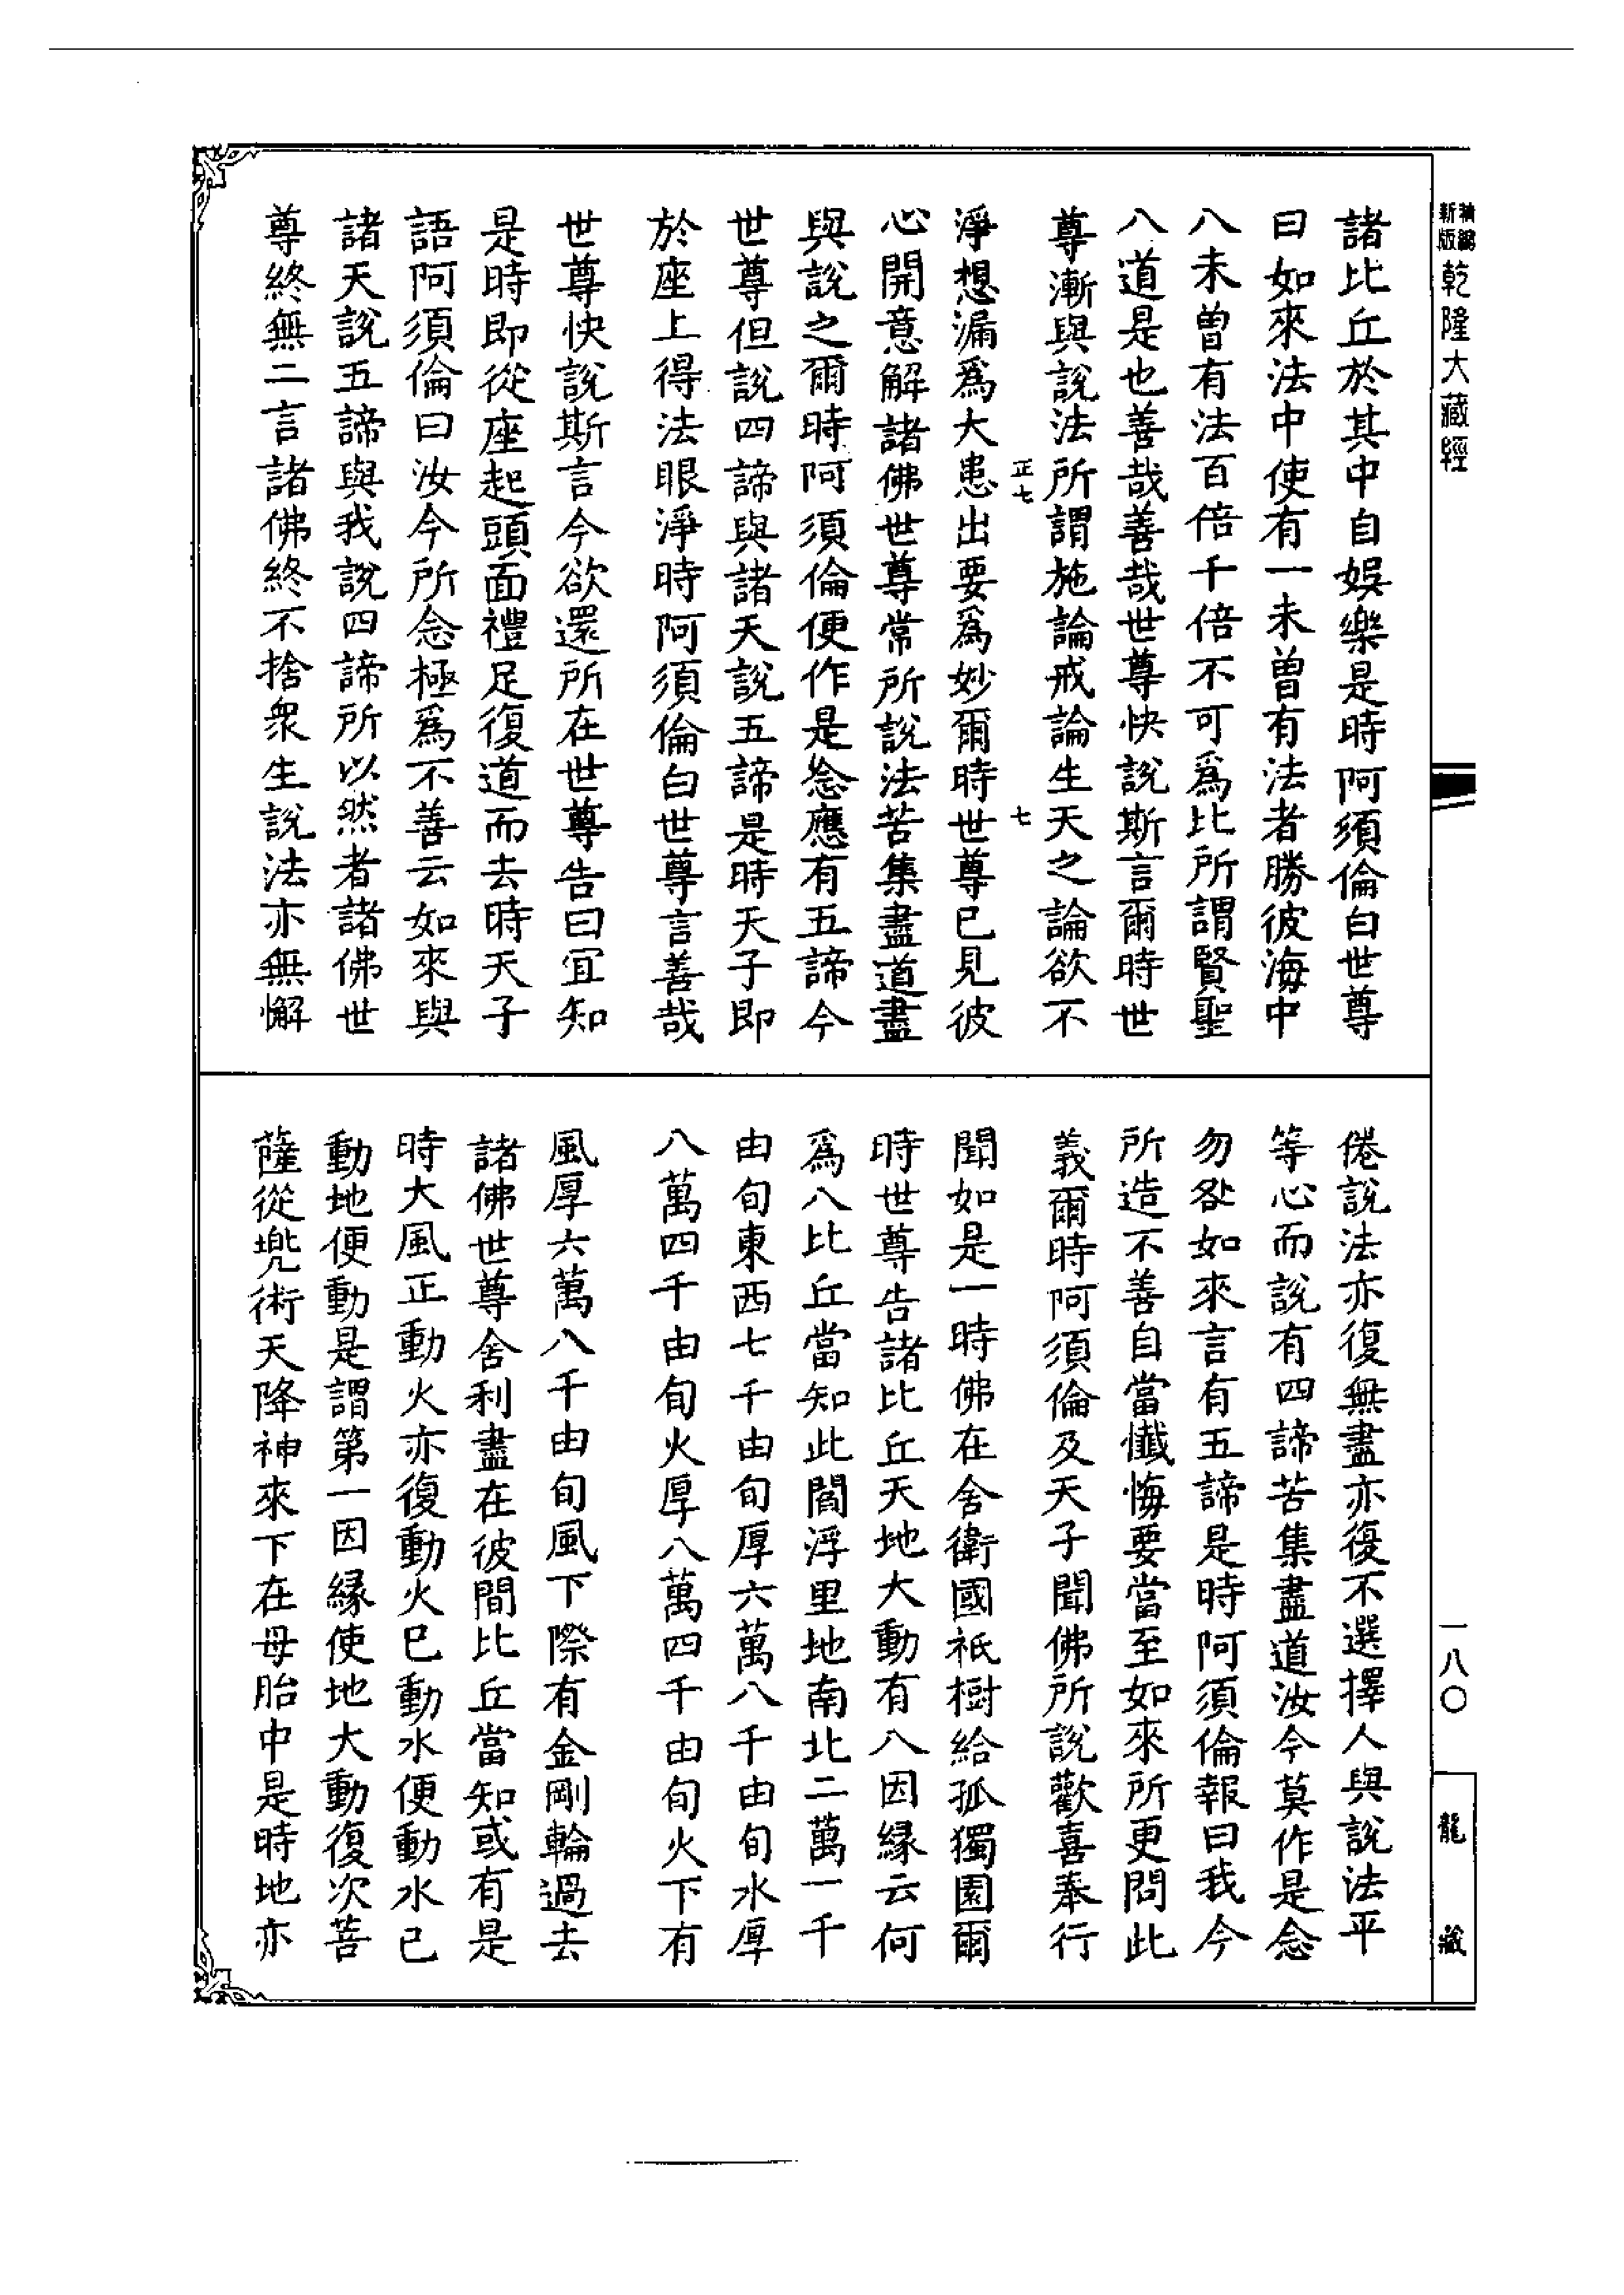 新編
新版
乾隆大藏經
一八〇
龍藏
諸比丘於其中自娛樂是時阿須倫白世尊
曰如來法中使有一未曾有法者勝彼海中
八未曾有法百倍千倍不可爲比所謂賢聖
八道是也善哉善哉世尊快說斯言爾時世
尊漸與說法所謂施論戒論生天之論欲不
正七
七
淨想漏爲大患出要爲妙爾時世尊已見彼
心開意解諸佛世尊常所說法苦集盡道盡
與說之爾時阿須倫便作是念應有五諦今
世尊但說四諦與諸天說五諦是時天子即
於座上得法眼淨時阿須倫白世尊言善哉
世尊快說斯言今欲還所在世尊告曰宜知
是時即從座起頭面禮足復道而去時天子
語阿須倫曰汝今所念極爲不善云如來與
諸天說五諦與我說四諦所以然者諸佛世
尊終無二言諸佛終不捨衆生說法亦無懈
倦說法亦復無盡亦復不選擇人與說法平
等心而說有四諦苦集盡道汝今莫作是念
勿咎如來言有五諦是時阿須倫報曰我今
所造不善自當懺悔要當至如來所更問此
義爾時阿須倫及天子聞佛所說歡喜奉行
聞如是一時佛在舍衛國祇樹給孤獨園爾
時世尊告諸比丘天地大動有八因緣云何
爲八比丘當知此閻浮里地南北二萬一千
由旬東西七千由旬厚六萬八千由旬水厚
八萬四千由旬火厚八萬四千由旬火下有
風厚六萬八千由旬風下際有金剛輪過去
諸佛世尊舍利盡在彼間比丘當知或有是
時大風正動火亦復動火已動水便動水已
動地便動是謂第一因緣使地大動復次菩
薩從兜術天降神來下在母胎中是時地亦